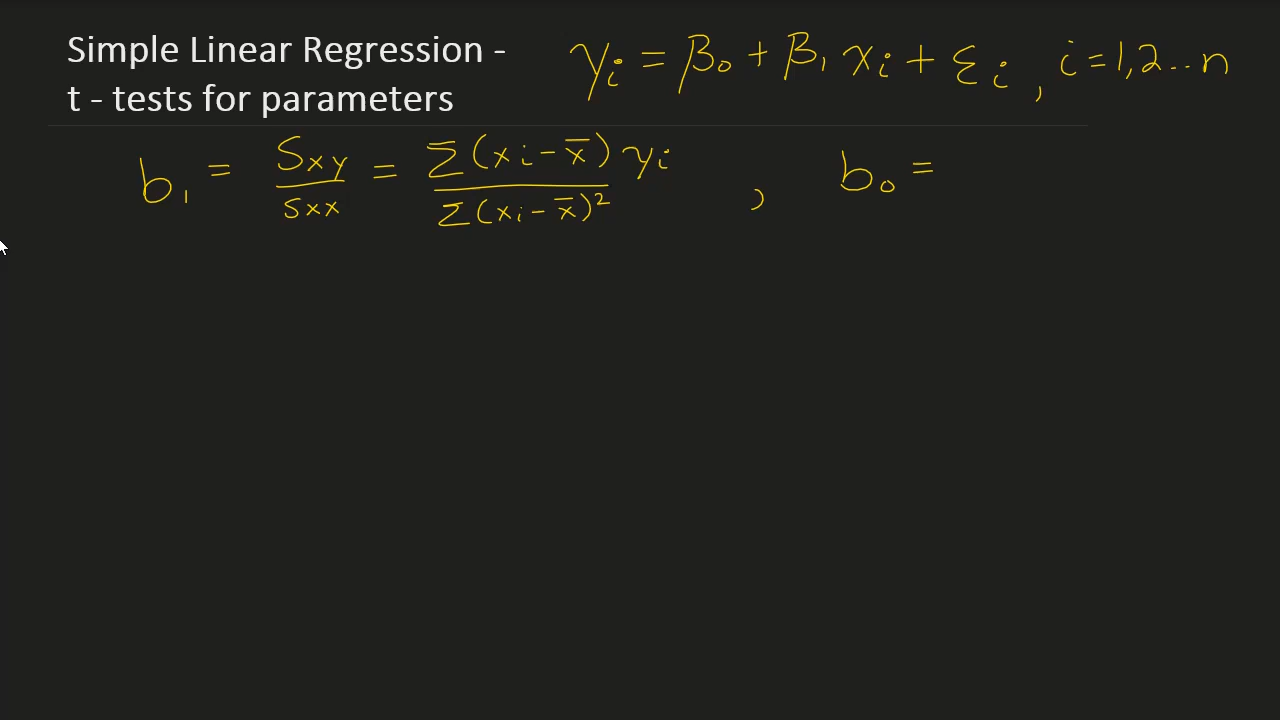 Simple Linear Regression -
t - tests for parameters
yᵢ = β₀ + β₁ xᵢ + εᵢ , i = 1,2...n
b₁ = Sxy/Sxx = Σ(xᵢ - x̄)yᵢ / Σ(xᵢ - x̄)² , b₀ =